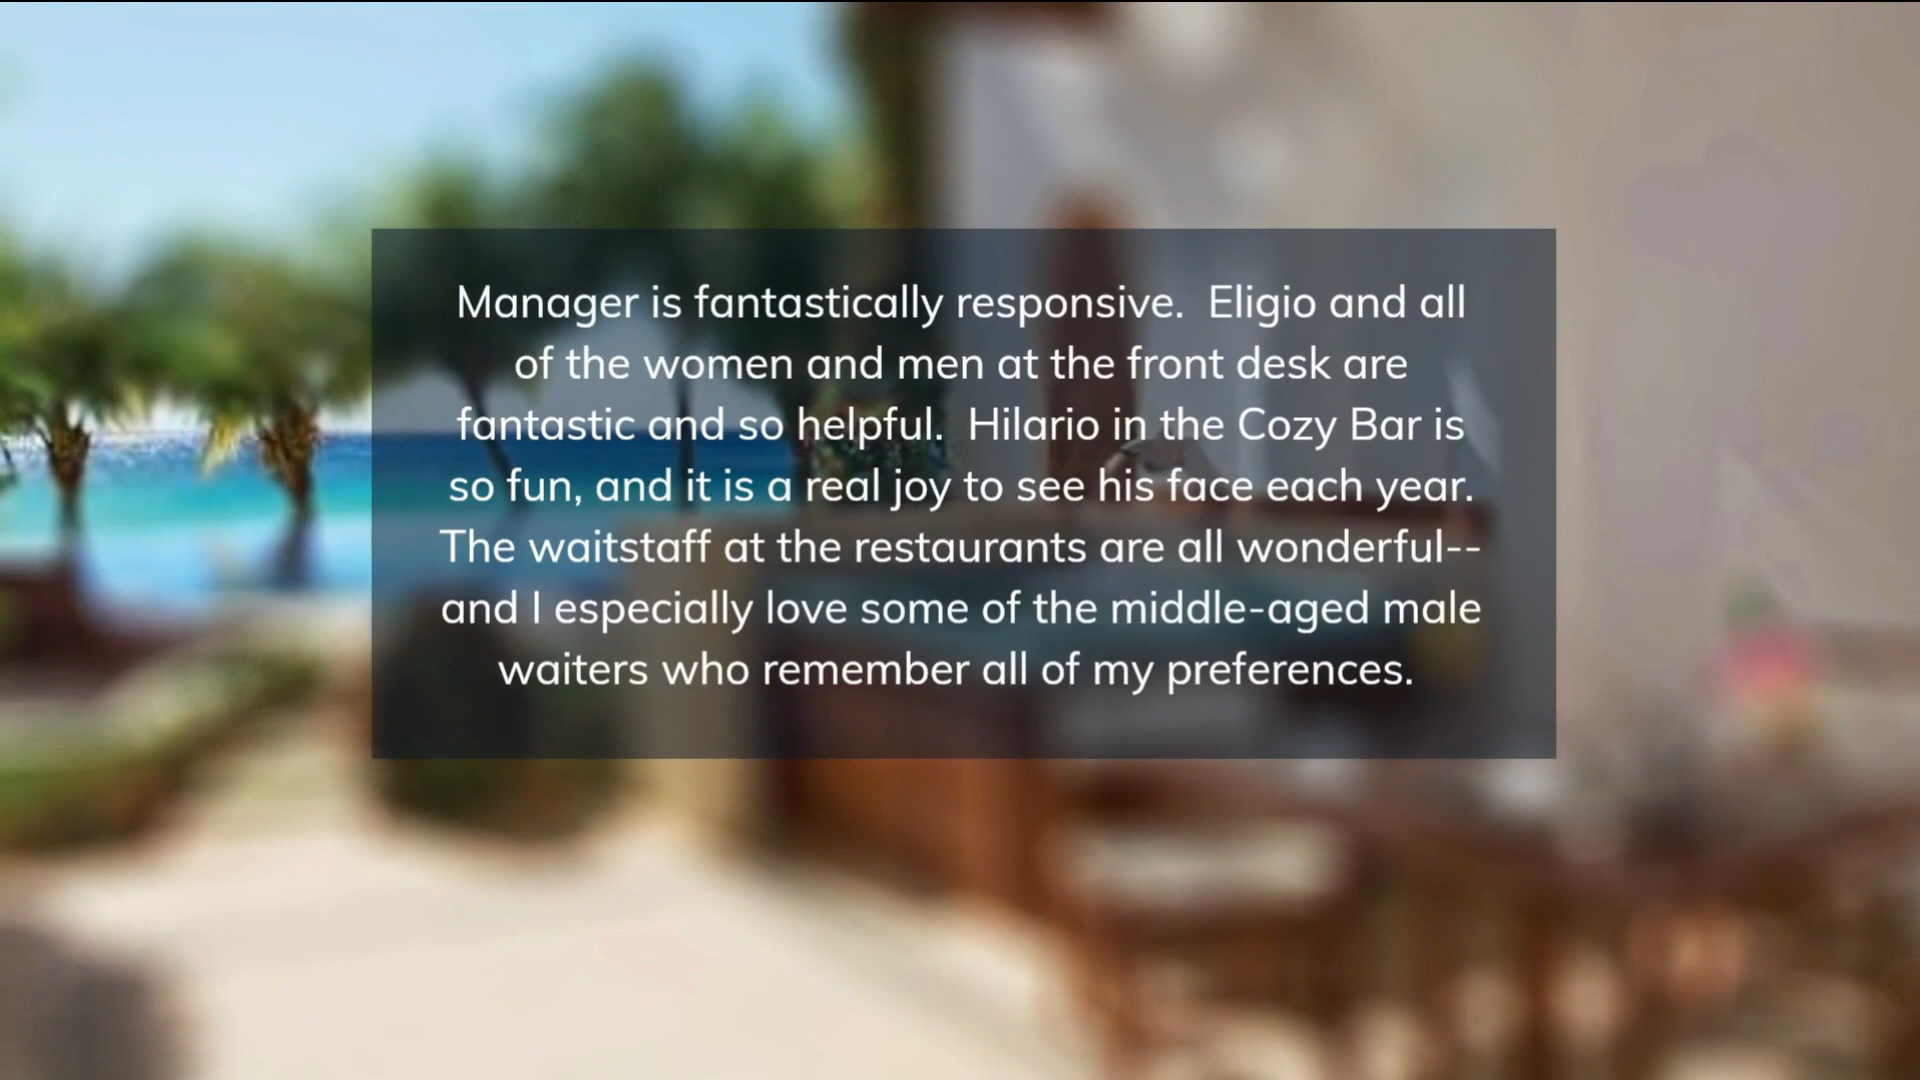 Manager is fantastically responsive.  Eligio and all
of the women and men at the front desk are
fantastic and so helpful.  Hilario in the Cozy Bar is
so fun, and it is a real joy to see his face each year.
The waitstaff at the restaurants are all wonderful--
and I especially love some of the middle-aged male
waiters who remember all of my preferences.